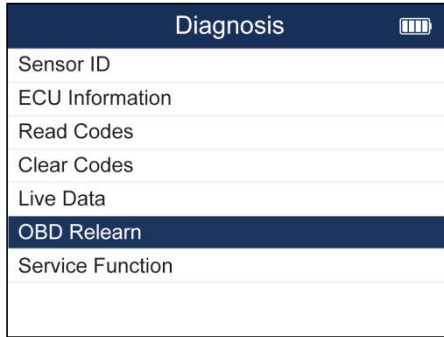 Diagnosis
Sensor ID
ECU Information
Read Codes
Clear Codes
Live Data
OBD Relearn
Service Function